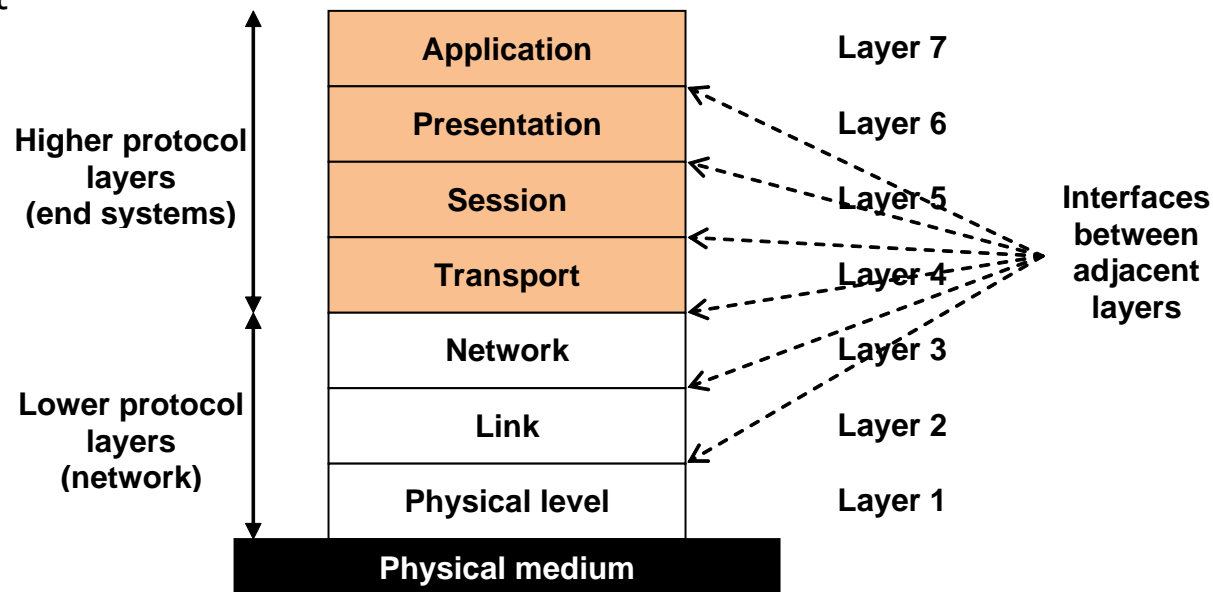 Application
Layer 7
Presentation
Layer 6
Higher protocol
layers
(end systems)
Session
Layer 5
Interfaces
between
adjacent
layers
Transport
Layer 4
Network
Layer 3
Lower protocol
layers
(network)
Link
Layer 2
Physical level
Layer 1
Physical medium